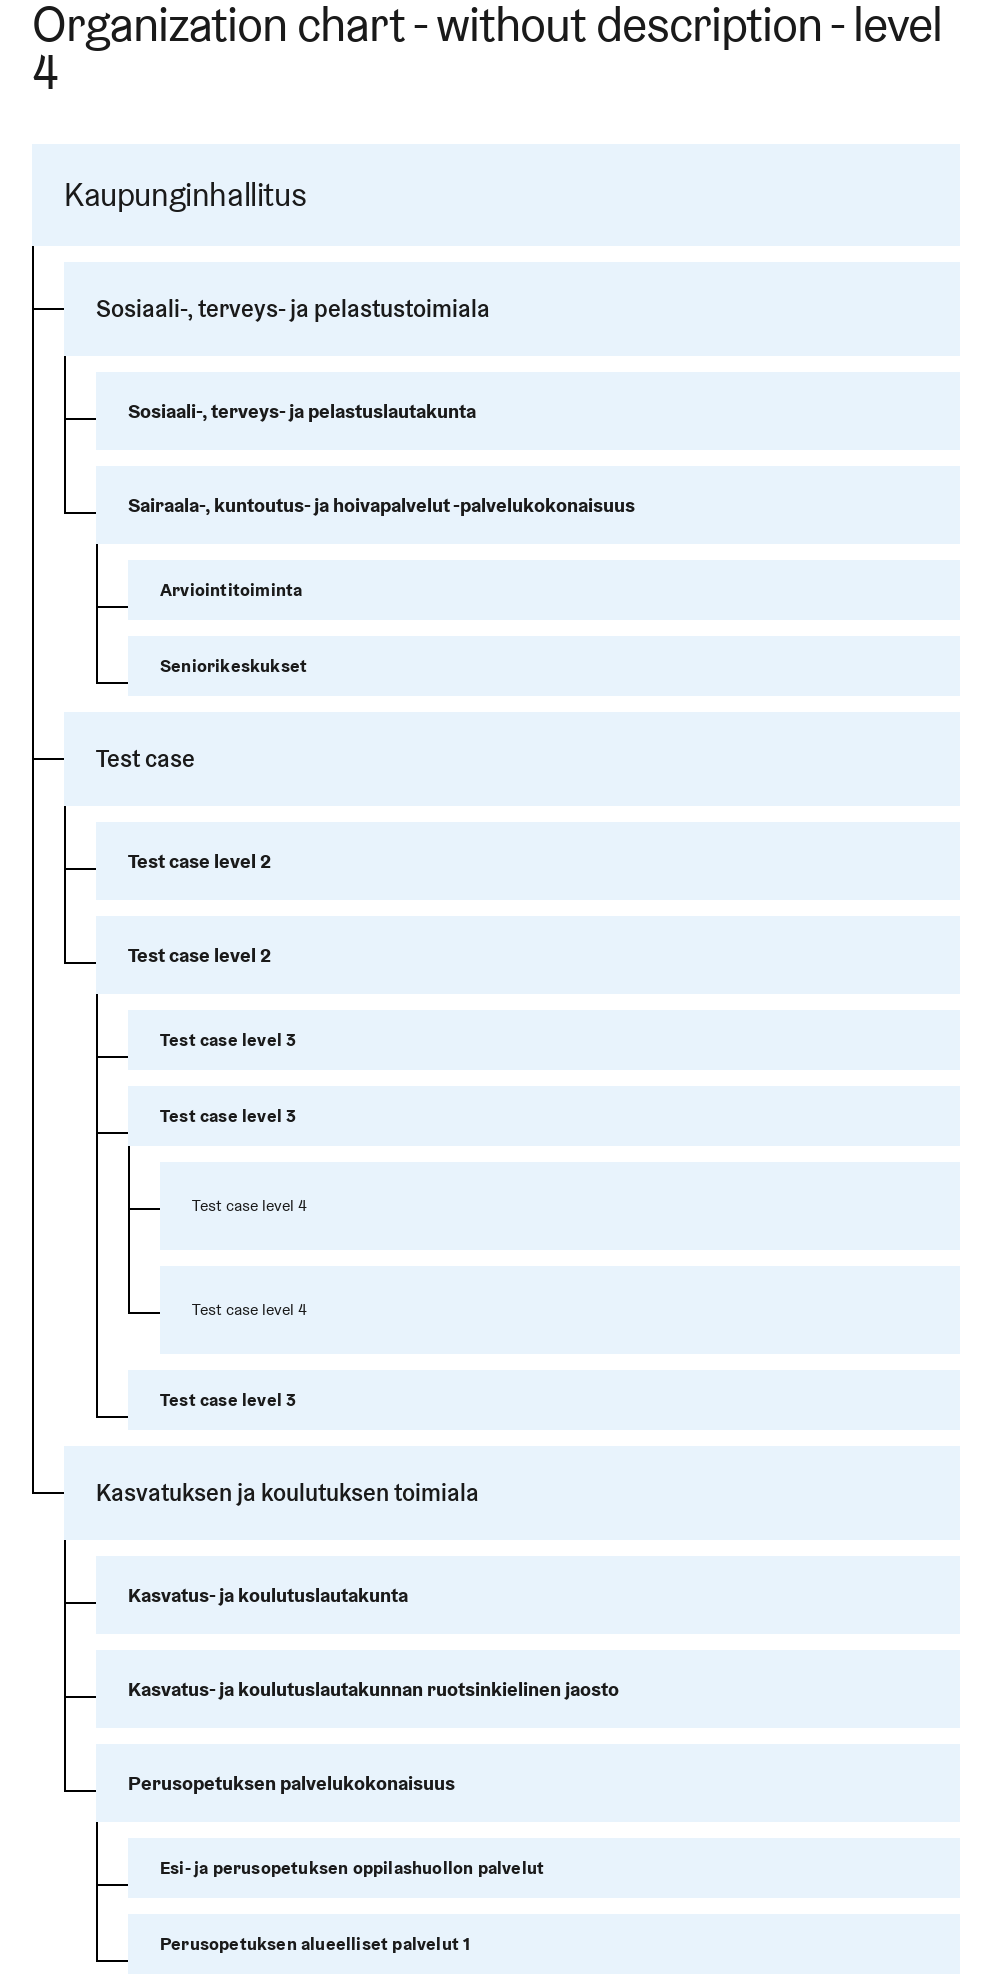 Organization chart - without description - level
4
Kaupunginhallitus
Sosiaali-, terveys- ja pelastustoimiala
Sosiaali-, terveys- ja pelastuslautakunta
Sairaala-, kuntoutus- ja hoivapalvelut -palvelukokonaisuus
Arviointitoiminta
Seniorikeskukset
Test case
Test case level 2
Test case level 2
Test case level 3
Test case level 3
Test case level 4
Test case level 4
Test case level 3
Kasvatuksen ja koulutuksen toimiala
Kasvatus- ja koulutuslautakunta
Kasvatus- ja koulutuslautakunnan ruotsinkielinen jaosto
Perusopetuksen palvelukokonaisuus
Esi- ja perusopetuksen oppilashuollon palvelut
Perusopetuksen alueelliset palvelut 1